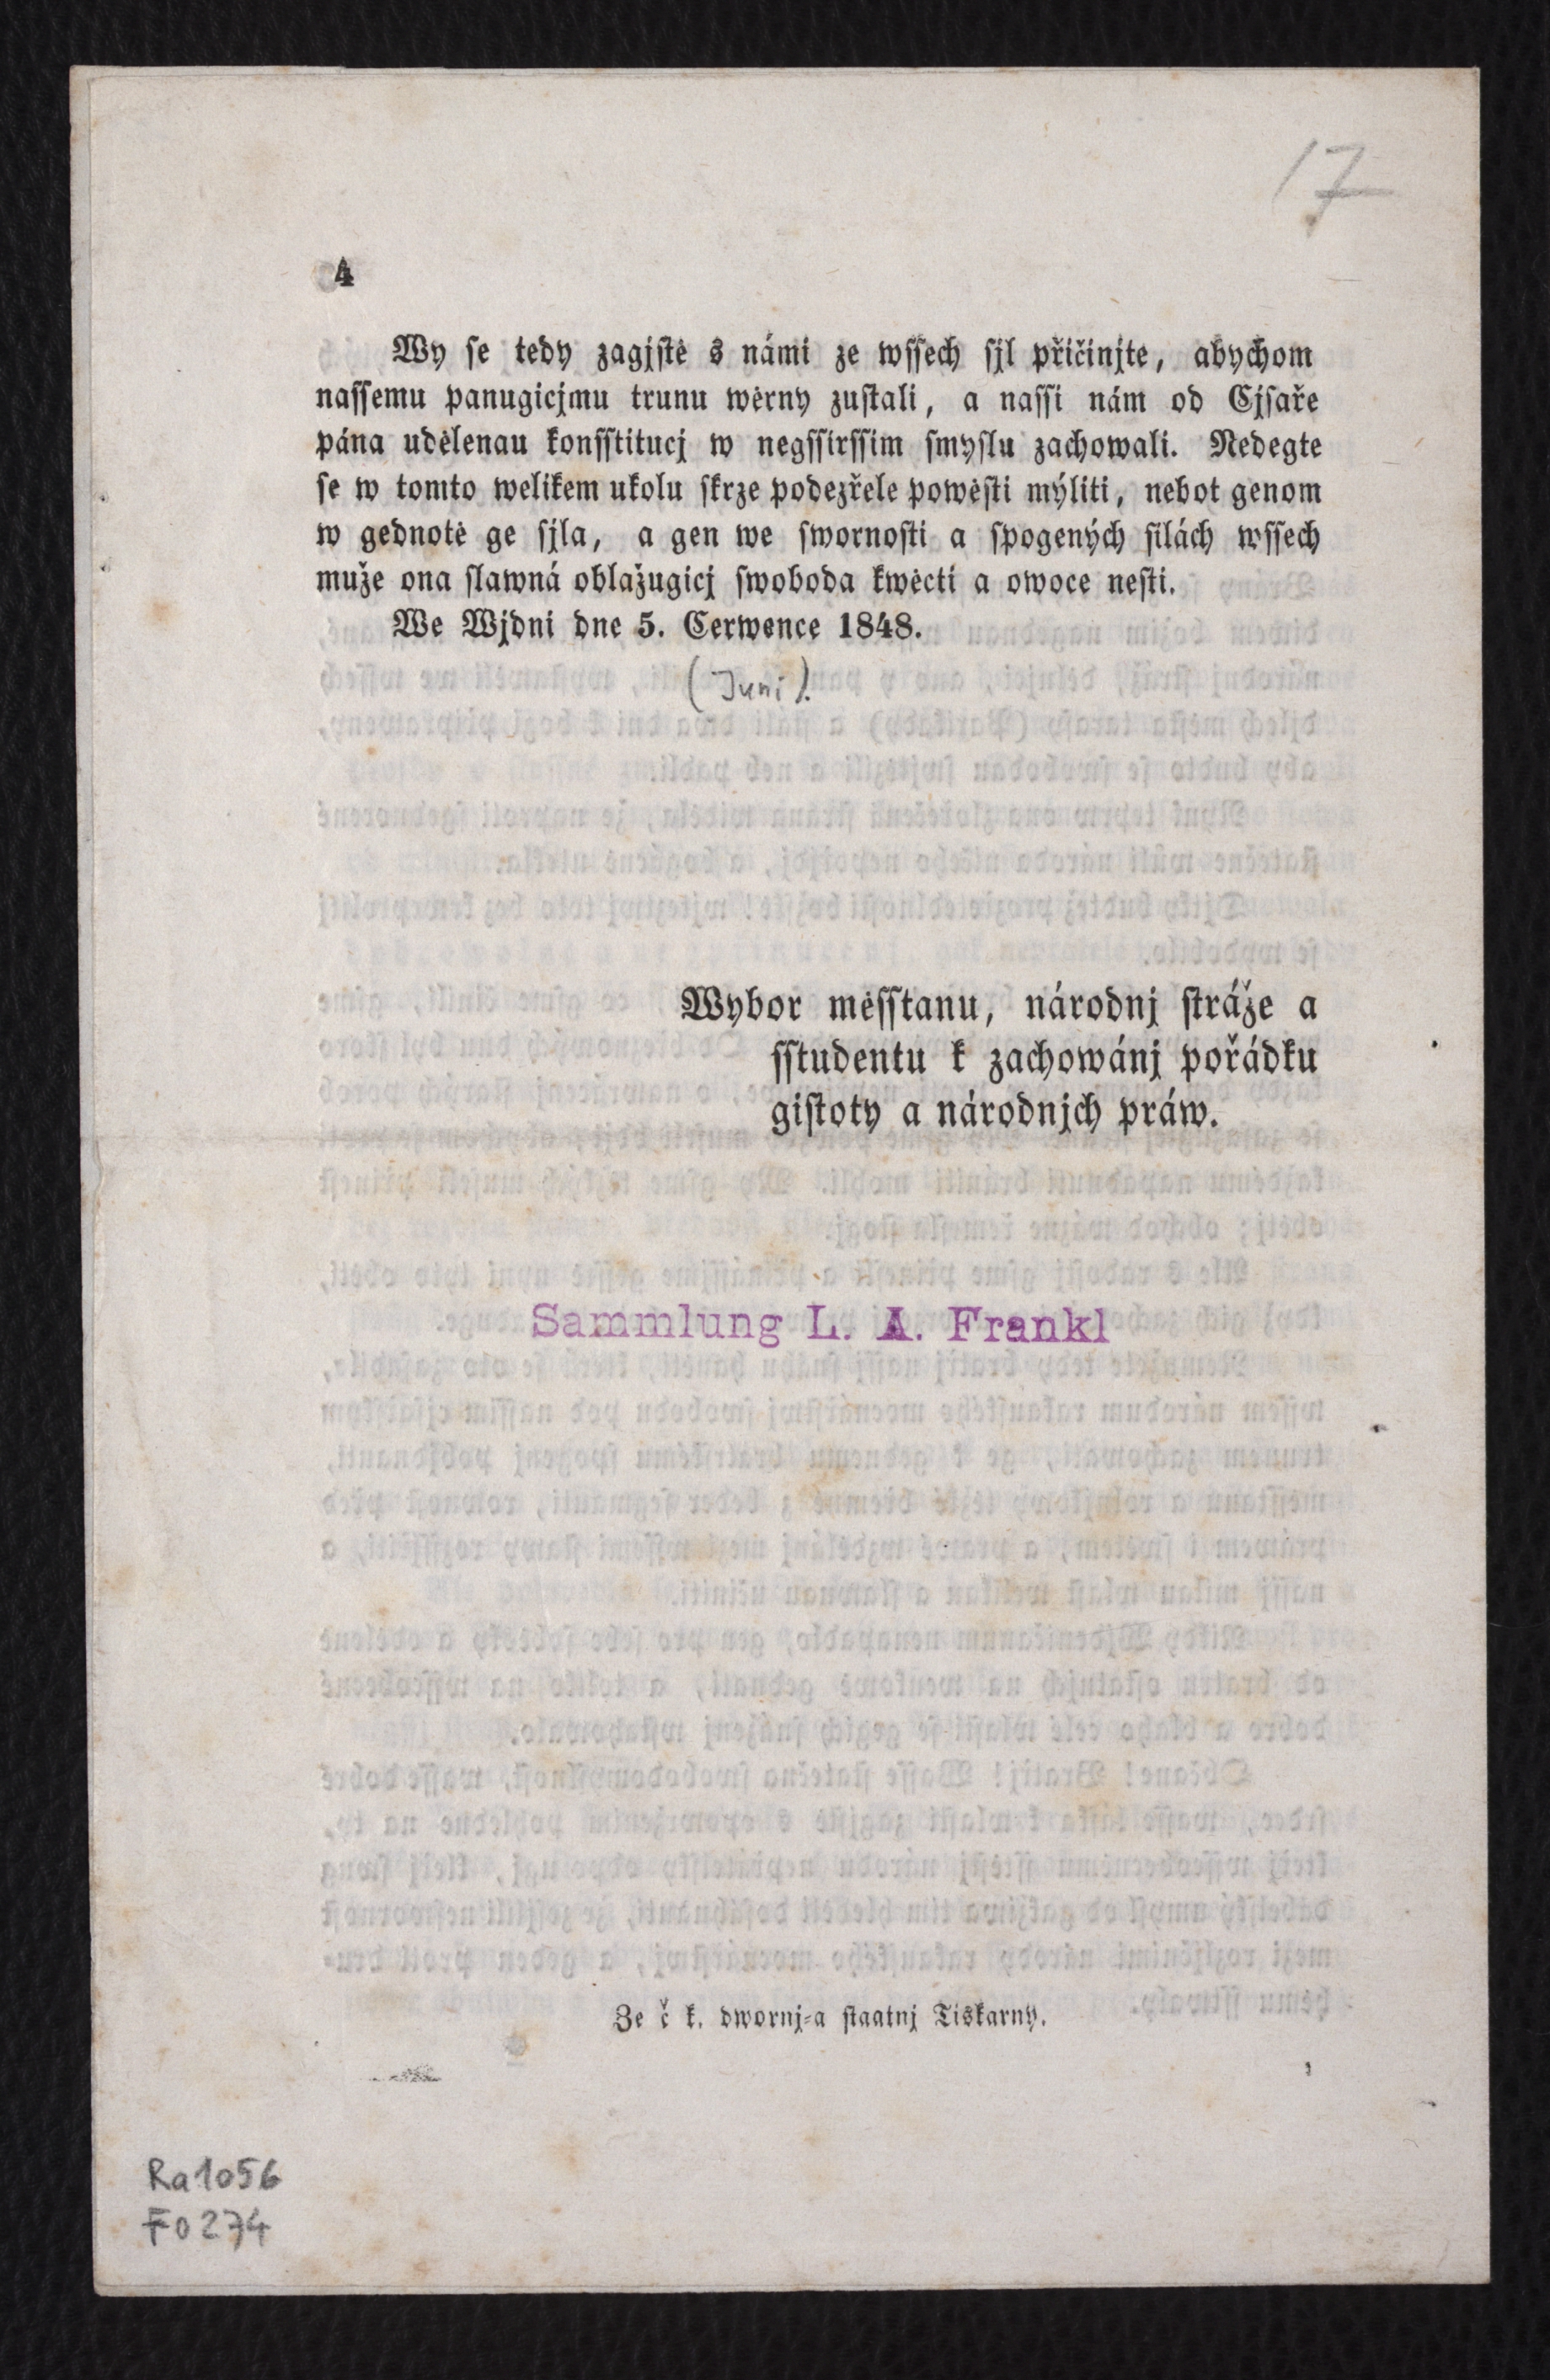 17
4
Wy se tedy zagjstě s námi ze wssech sjl přičinjte, abychom
nassemu panugicjmu trunu wěrny zustali, a nassi nám od Cjsaře
pána udělenau konsstitucj w negssirssim smyslu zachowali. Nedegte
se w tomto welikem ukolu skrze podezřele powěsti mýliti, nebot genom
w gednotě ge sjla, a gen we swornosti a spogených silách wssech
muže ona slawná oblažugicj swoboda kwěcti a owoce nesti.
We Wjdni dne 5. Cerwence 1848.
(Juni).
Wybor měsstanu, národnj stráže a
sstudentu k zachowánj pořádku
gistoty a národnjch práw.
Sammlung L. A. Frankl
Ze č k. dwornj-a staatnj Tiskarny.
Ra1056
F0274